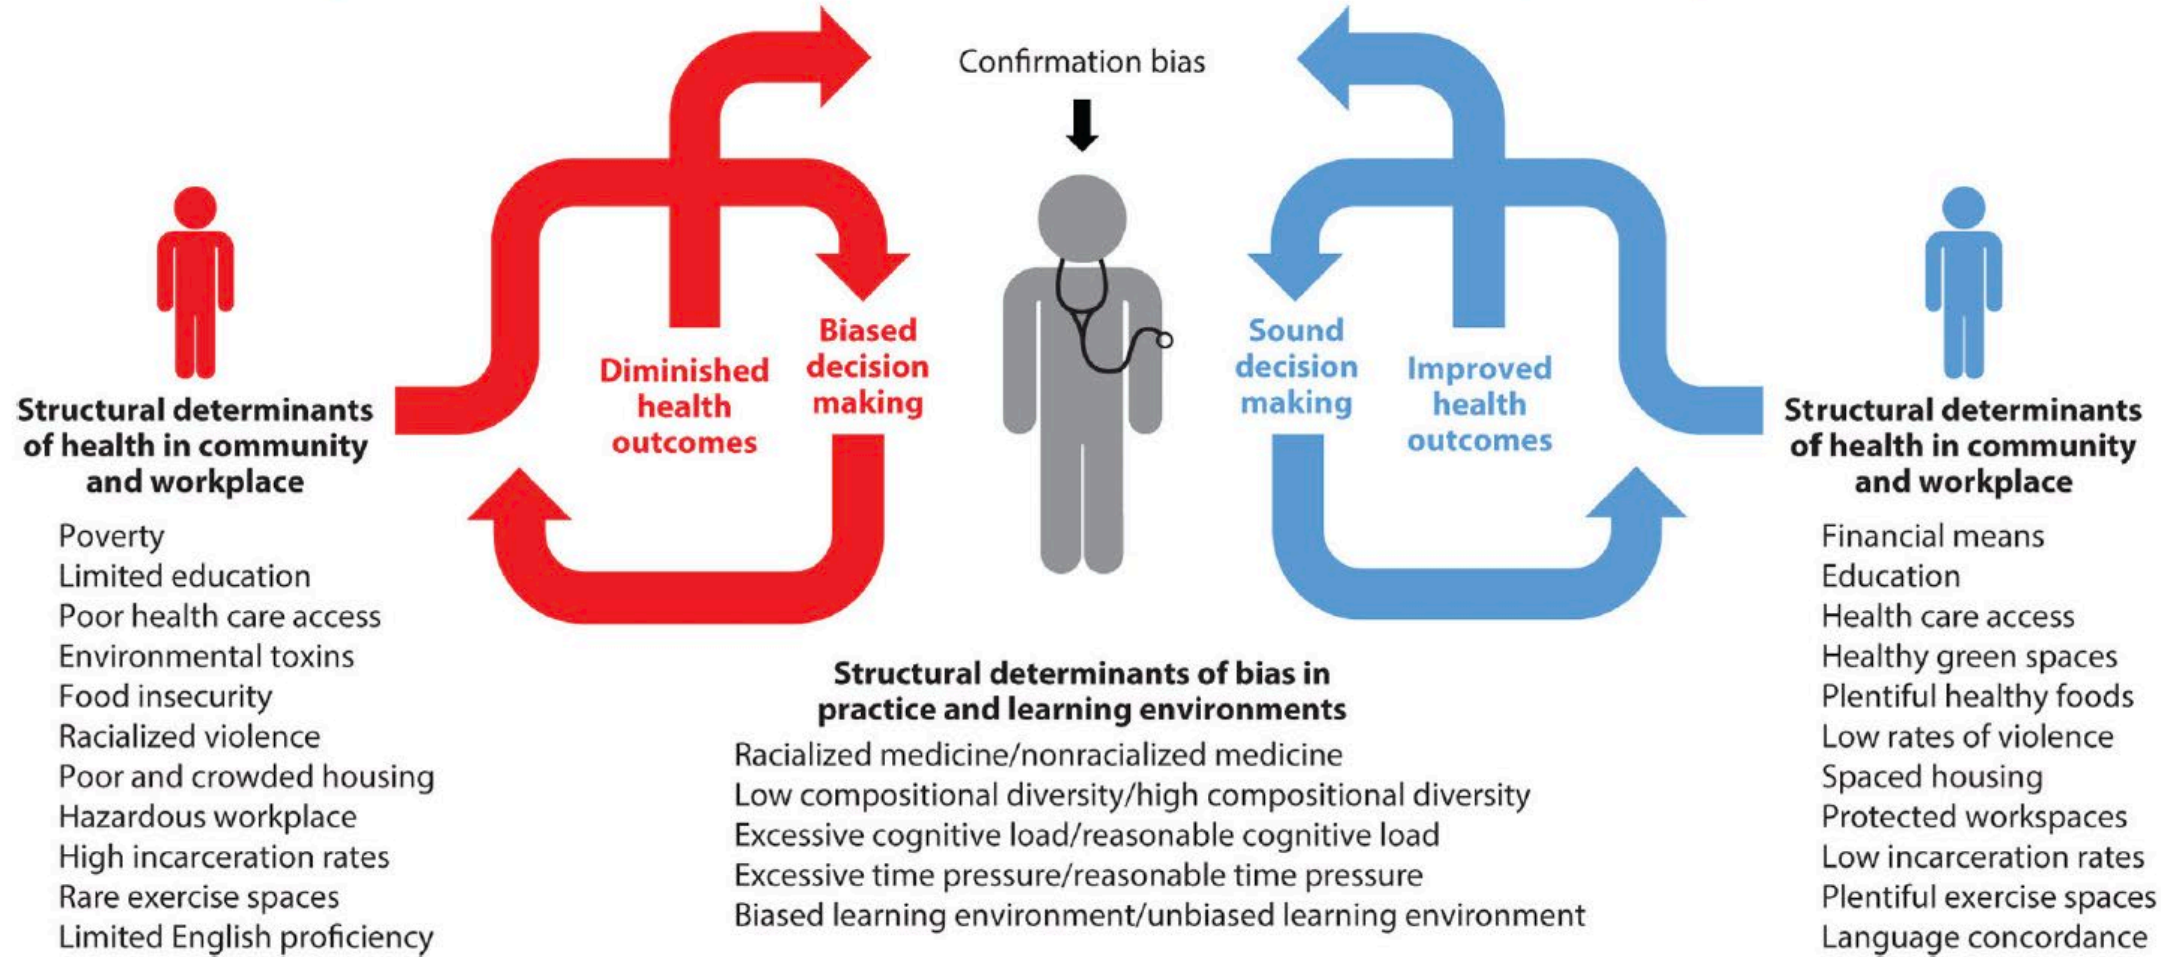 Confirmation bias
Structural determinants
of health in community
and workplace
Poverty
Limited education
Poor health care access
Environmental toxins
Food insecurity
Racialized violence
Poor and crowded housing
Hazardous workplace
High incarceration rates
Rare exercise spaces
Limited English proficiency
Diminished
health
outcomes
Biased
decision
making
Sound
decision
making
Improved
health
outcomes
Structural determinants of bias in
practice and learning environments
Racialized medicine/nonracialized medicine
Low compositional diversity/high compositional diversity
Excessive cognitive load/reasonable cognitive load
Excessive time pressure/reasonable time pressure
Biased learning environment/unbiased learning environment
Structural determinants
of health in community
and workplace
Financial means
Education
Health care access
Healthy green spaces
Plentiful healthy foods
Low rates of violence
Spaced housing
Protected workspaces
Low incarceration rates
Plentiful exercise spaces
Language concordance